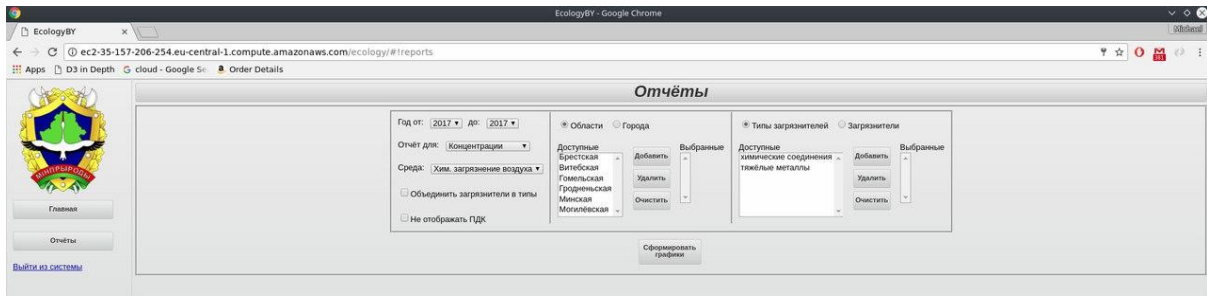 EcologyBY - Google Chrome
EcologyBY
Michael
ec2-35-157-206-254.eu-central-1.compute.amazonaws.com/ecology/#!reports
Apps D3 in Depth cloud - Google Se Order Details
МІНПРЫРОДЫ
Главная
Отчёты
Выйти из системы
Отчёты
Год от: 2017 до: 2017
Отчёт для: Концентрации
Среда: Хим. загрязнение воздуха
Объединить загрязнители в типы
Не отображать ПДК
Области Города
Доступные Выбранные
Брестская
Витебская
Гомельская
Гродненьская
Минская
Могилёвская
Добавить
Удалить
Очистить
Типы загрязнителей Загрязнители
Доступные Выбранные
химические соединения
тяжёлые металлы
Добавить
Удалить
Очистить
Сформировать
графики